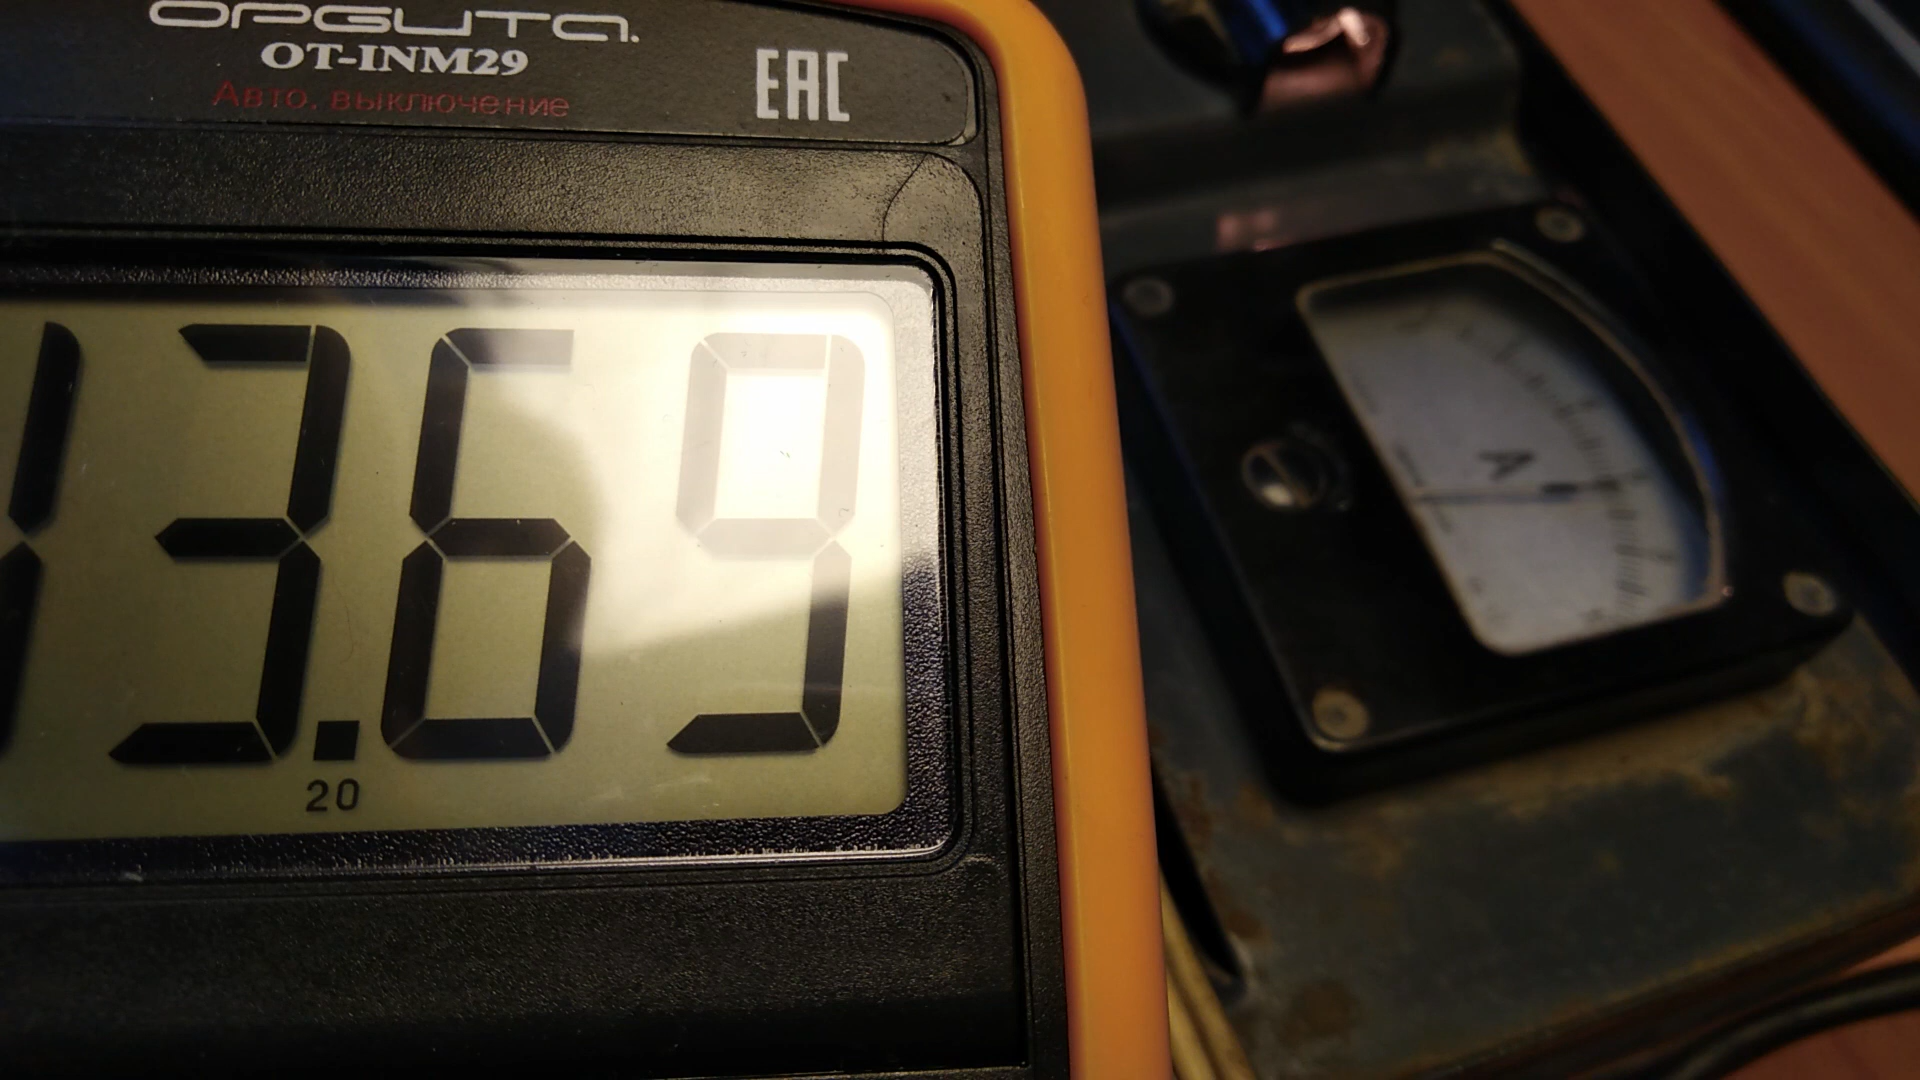 ОРБИТА.
OT-INM29
EAC
Авто. выключение
13.69
20
A